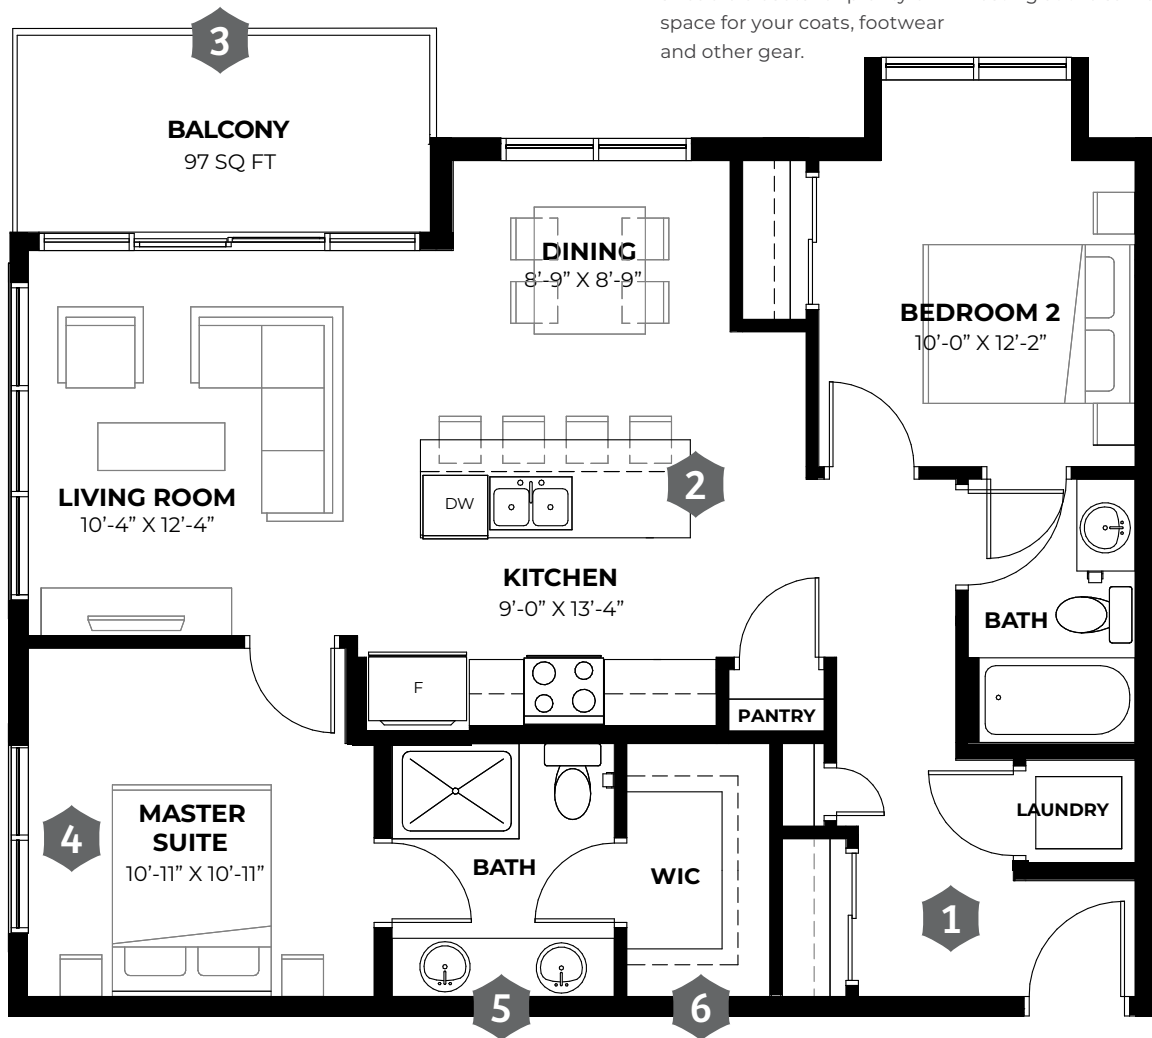 space for your coats, footwear
and other gear.
3
BALCONY
97 SQ FT
DINING
8’-9” X 8’-9”
BEDROOM 2
10’-0” X 12’-2”
2
DW
LIVING ROOM
10’-4” X 12’-4”
KITCHEN
9’-0” X 13’-4”
BATH
F
PANTRY
4
MASTER
SUITE
10’-11” X 10’-11”
BATH
WIC
LAUNDRY
1
5
6